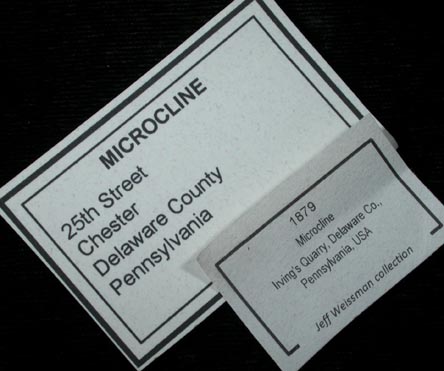 MICROCLINE
25th Street
Chester
Delaware County
Pennsylvania
1879
Microcline
Irving's Quarry, Delaware Co.,
Pennsylvania, USA
Jeff Weissman collection